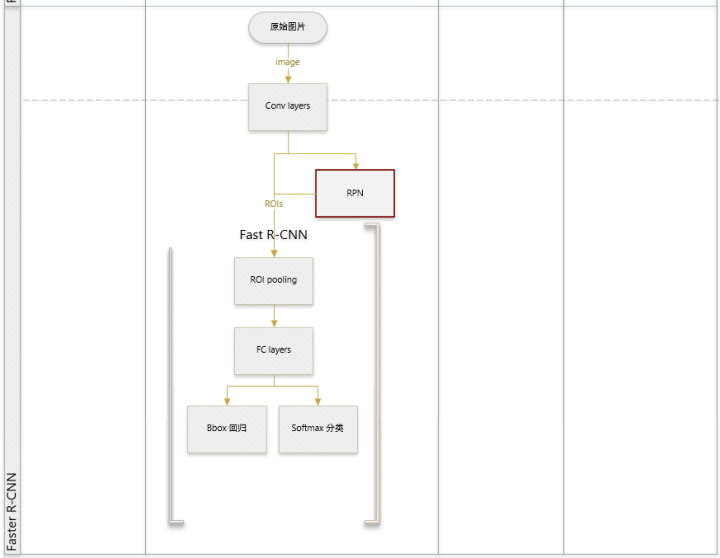 原始图片
image
Conv layers
RPN
ROIs
Fast R-CNN
ROI pooling
FC layers
Bbox 回归
Softmax 分类
Faster R-CNN